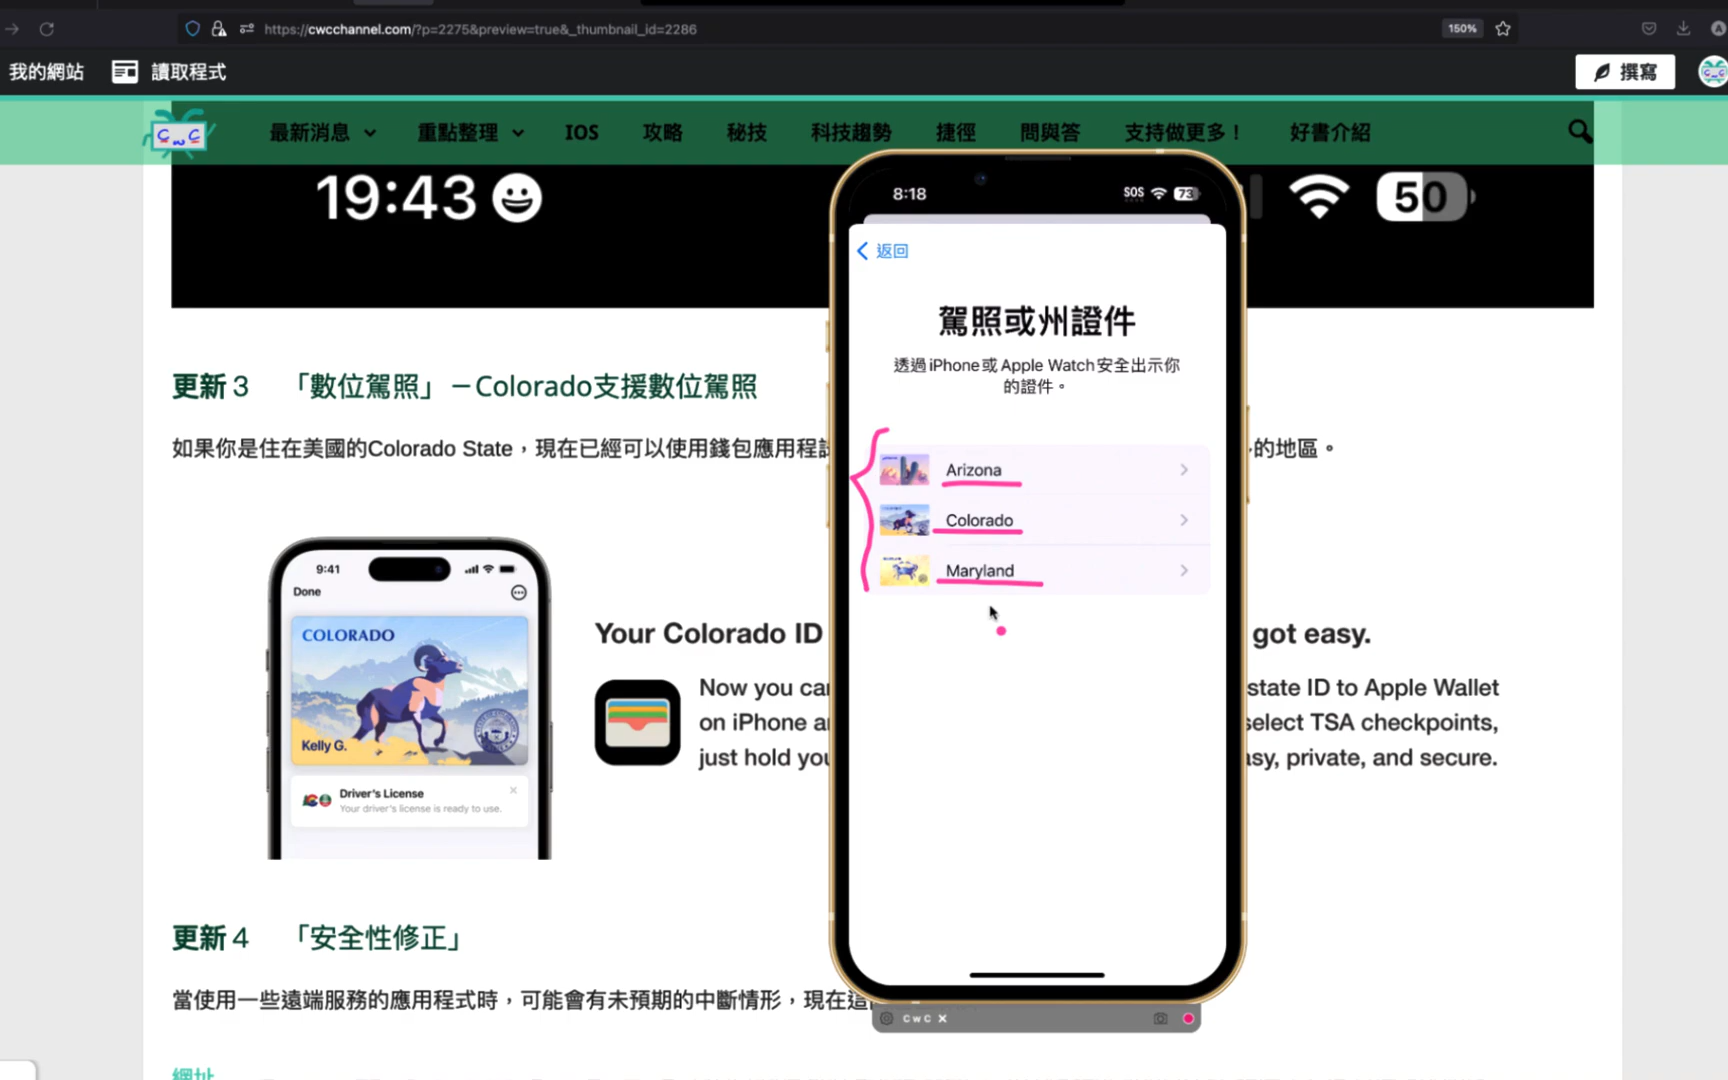 https://cwcchannel.com/?p=2275&preview=true&_thumbnail_id=2286
150%
我的網站
讀取程式
撰寫
最新消息 重點整理 IOS 攻略 秘技 科技趨勢 捷徑 問與答 支持做更多！ 好書介紹
19:43
50
8:18
SOS
73
返回
駕照或州證件
透過iPhone或Apple Watch安全出示你
的證件。
Arizona
Colorado
Maryland
更新3 「數位駕照」－Colorado支援數位駕照
如果你是住在美國的Colorado State，現在已經可以使用錢包應用程
的地區。
9:41
Done
COLORADO
Kelly G.
Driver's License
Your driver's license is ready to use.
Your Colorado ID
got easy.
Now you car
state ID to Apple Wallet
on iPhone
select TSA checkpoints,
just hold you
asy, private, and secure.
更新4 「安全性修正」
當使用一些遠端服務的應用程式時，可能會有未預期的中斷情形，現在
CwC
網址